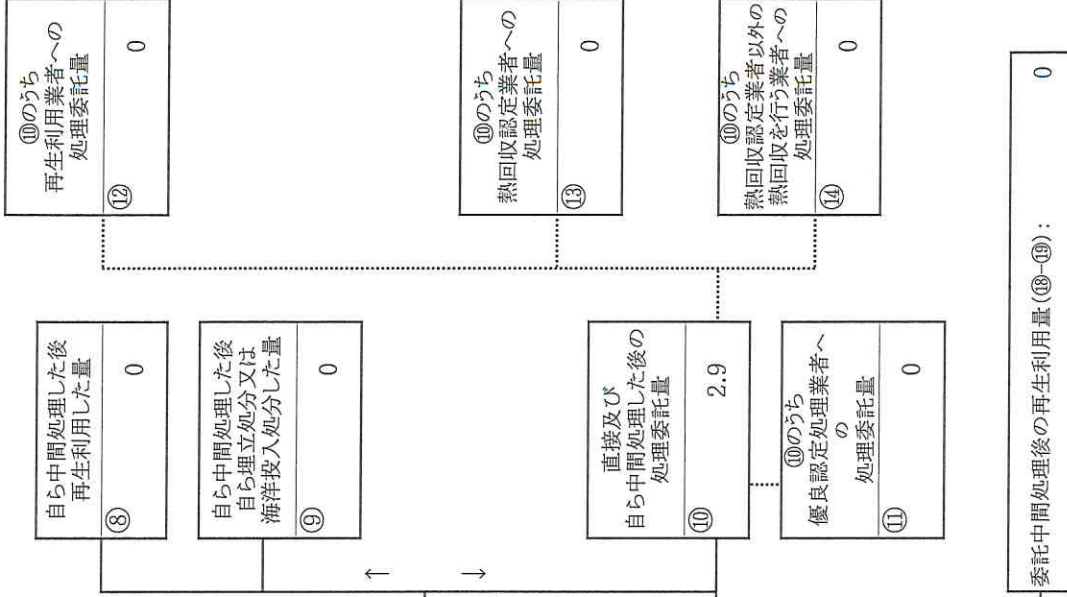 自ら中間処理した後
再生利用した量
⑧
0
自ら中間処理した後
自ら埋立処分又は
海洋投入処分した量
⑨
0
直接及び
自ら中間処理した後の
処理委託量
⑩
2.9
⑩のうち
優良認定処理業者へ
の
処理委託量
⑪
0
⑩のうち
再生利用業者への
処理委託量
⑫
0
⑩のうち
熱回収認定業者への
処理委託量
⑬
0
⑩のうち
熱回収認定業者以外の
熱回収を行う業者への
処理委託量
⑭
0
委託中間処理後の再生利用量(⑱-⑲): 0